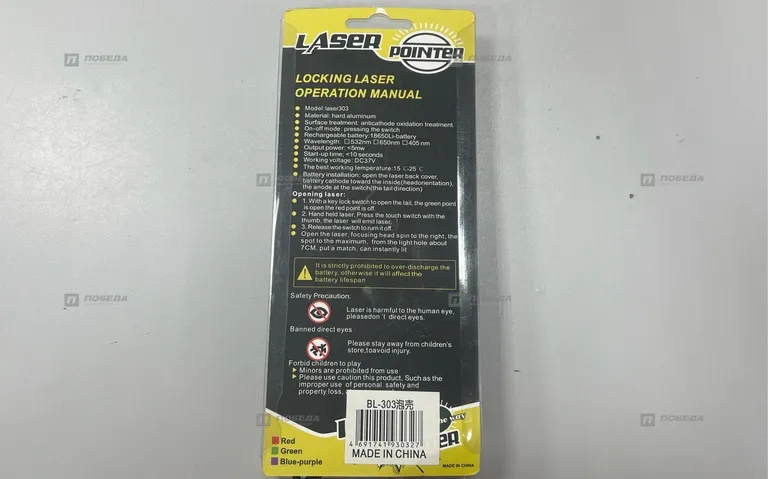 LASER
POINTER
LOCKING LASER
OPERATION MANUAL
Model: laser303
Material: hard aluminum
Surface treatment: anticathode oxidation treatment
On-off mode: pressing the switch
Rechargeable battery: 18650Li-battery
Wavelength: □532nm □650nm □405 nm
Output power: <5mw
Start-up time: <10 seconds
Working voltage: DC37V
The best working temperature:15℃-25℃
Battery installation: open the laser back cover,
battery cathode toward the inside(headorientation),
the anode at the switch(the tail direction)
Opening laser:
1. With a key lock switch to open the tail, the green point
is open the red point is off.
2. Hand held laser, Press the touch switch with the
thumb, the laser will emit laser,
3. Release the switch to rurn it off.
Open the laser, focusing head spin to the right, the
spot to the maximum, from the light hole about
7CM, put a match, can instantly lit
It is strictly prohibited to over-discharge the
battery, otherwise it will affect the
battery lifespan
Safety Precaution:
Laser is harmful to the human eye,
pleasedon't direct eyes.
Banned direct eyes
Please stay away from children's
store,toavoid injury.
Forbid children to play
Minors are prohibited from use
Please use caution this product, Such as the
improper use of personal safety and
property loss,
BL-303泡壳
4 691741 930327
MADE IN CHINA
Red
Green
Blue-purple
MADE IN CHINA
ПОБЕДА
ПОБЕДА
ПОБЕДА
ПОБЕДА
ПОБЕДА
ПОБЕДА
ПОБЕДА
ПОБЕДА
ПОБЕДА